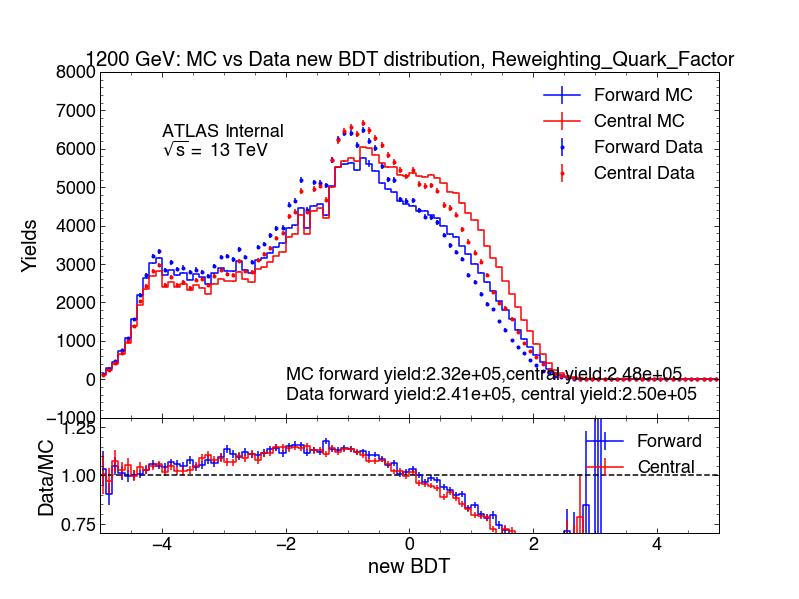 1200 GeV: MC vs Data new BDT distribution, Reweighting_Quark_Factor
8000
7000
6000
5000
4000
3000
2000
1000
0
−1000
Yields
ATLAS Internal
√s = 13 TeV
Forward MC
Central MC
Forward Data
Central Data
MC forward yield:2.32e+05,central yield:2.48e+05
Data forward yield:2.41e+05, central yield:2.50e+05
1.25
1.00
0.75
Data/MC
Forward
Central
−4 −2 0 2 4
new BDT